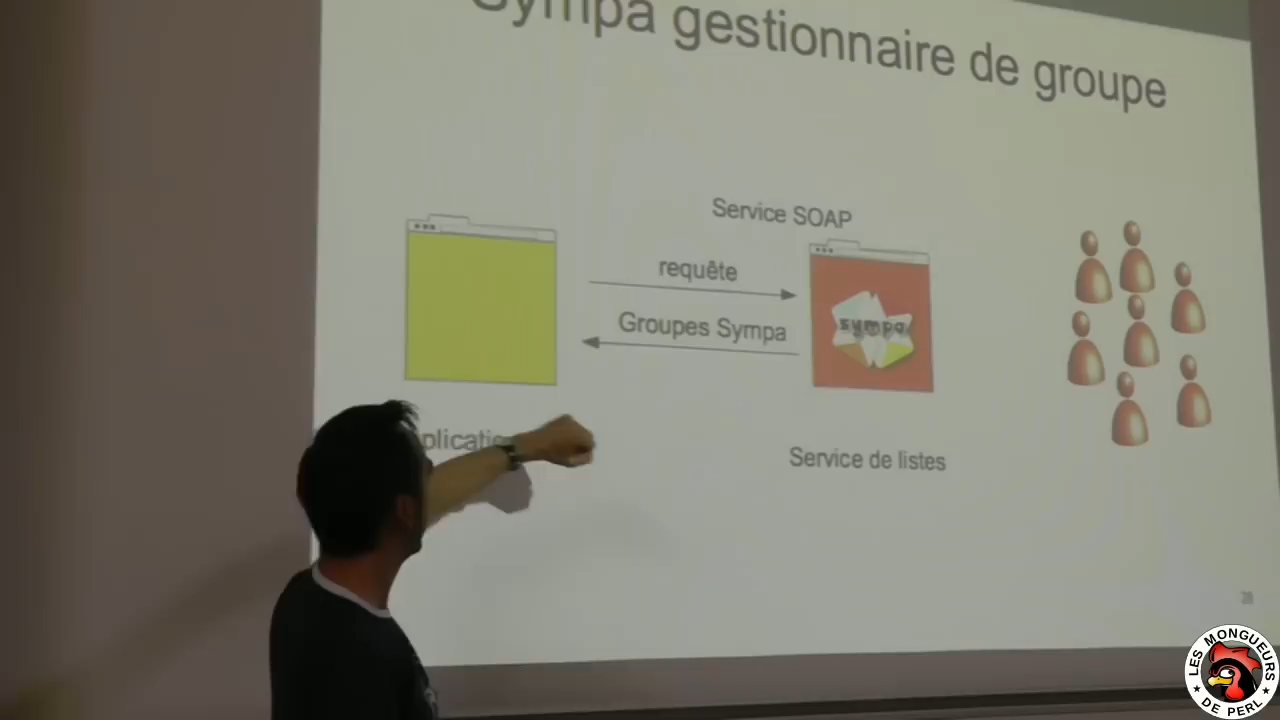 Sympa gestionnaire de groupe
Service SOAP
requête
Groupes Sympa
sympa
Service de listes
LES MONGUEURS
DE PERL